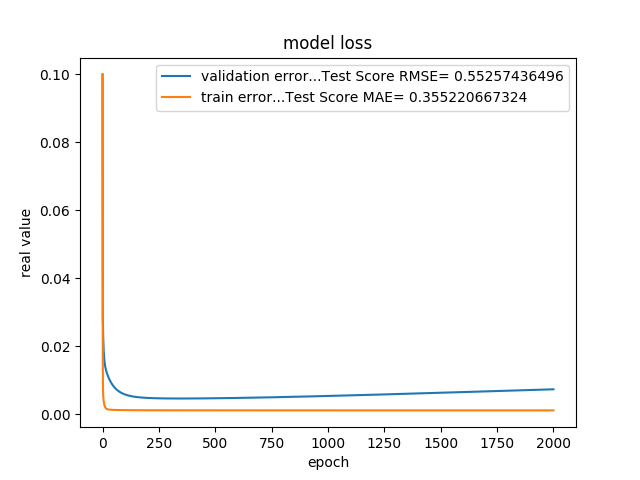 model loss
validation error...Test Score RMSE= 0.55257436496
train error...Test Score MAE= 0.355220667324
real value
0.10
0.08
0.06
0.04
0.02
0.00
0 250 500 750 1000 1250 1500 1750 2000
epoch